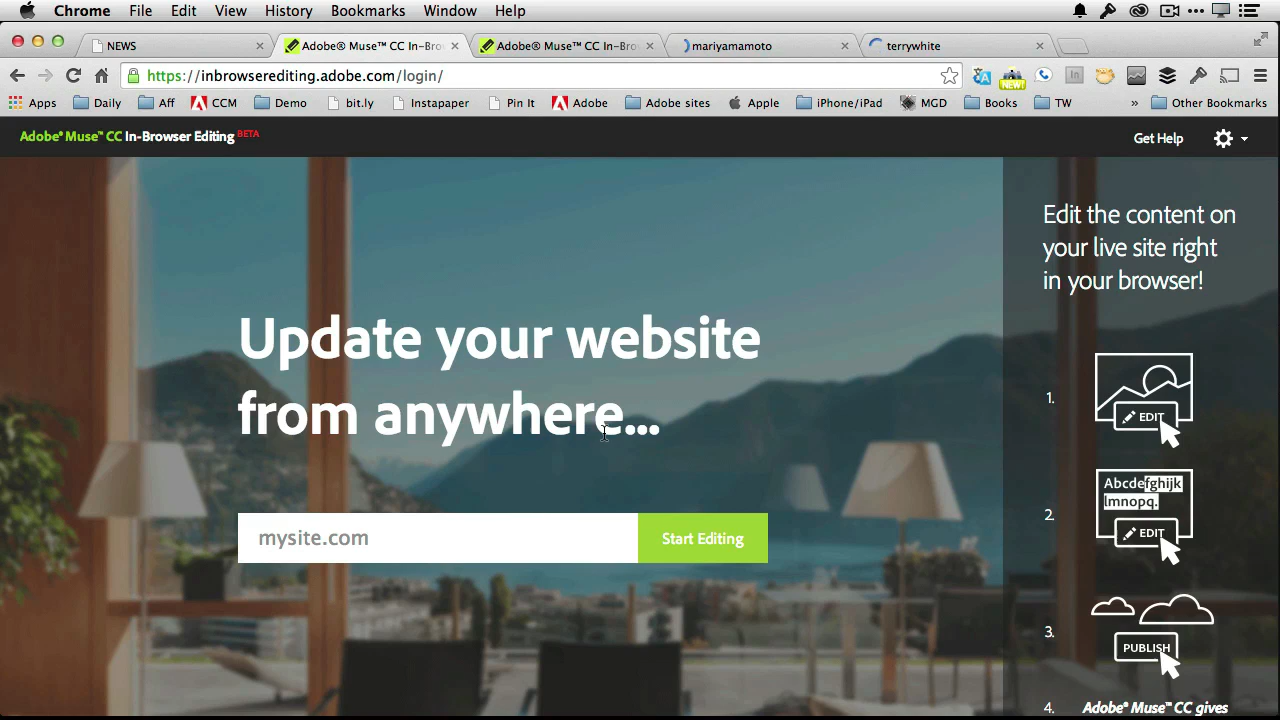 Chrome File Edit View History Bookmarks Window Help
NEWS
Adobe® Muse™ CC In-Bro
Adobe® Muse™ CC In-Bro
mariyamamoto
terrywhite
https://inbrowserediting.adobe.com/login/
NEW!
Apps Daily Aff CCM Demo bit.ly Instapaper Pin It Adobe Adobe sites Apple iPhone/iPad MGD Books TW » Other Bookmarks
Adobe® Muse™ CC In-Browser Editing BETA
Get Help
Update your website
from anywhere...
mysite.com
Start Editing
Edit the content on
your live site right
in your browser!
1.
EDIT
2.
Abcdefghijk
lmnopq.
EDIT
3.
PUBLISH
4. Adobe® Muse™ CC gives